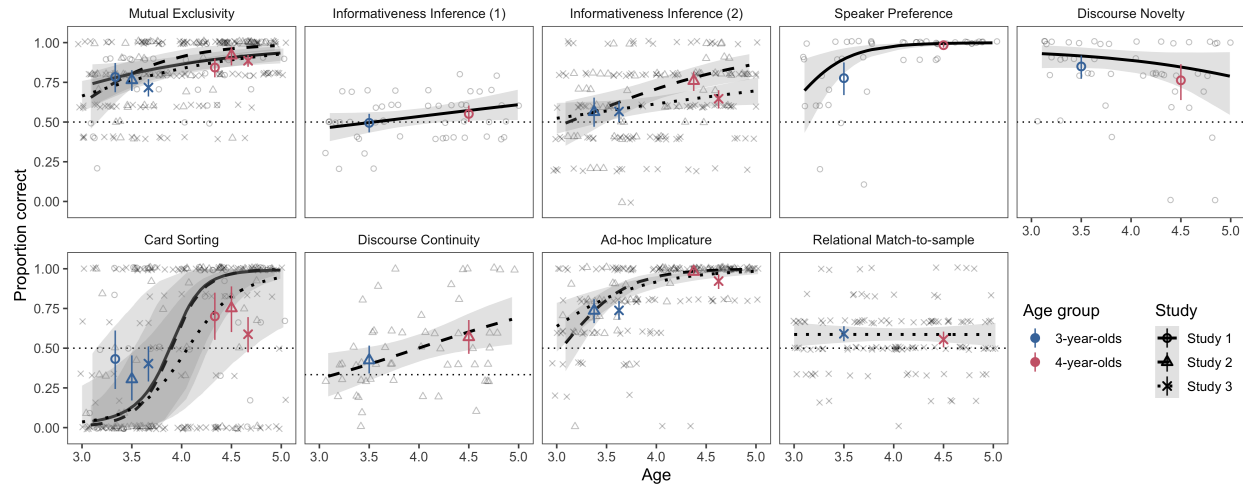 Mutual Exclusivity
Informativeness Inference (1)
Informativeness Inference (2)
Speaker Preference
Discourse Novelty
1.00
0.75
0.50
0.25
0.00
3.0 3.5 4.0 4.5 5.0
Card Sorting
Discourse Continuity
Ad-hoc Implicature
Relational Match-to-sample
1.00
0.75
0.50
0.25
0.00
3.0 3.5 4.0 4.5 5.0
3.0 3.5 4.0 4.5 5.0
3.0 3.5 4.0 4.5 5.0
3.0 3.5 4.0 4.5 5.0
Proportion correct
Age
Age group
3-year-olds
4-year-olds
Study
Study 1
Study 2
Study 3